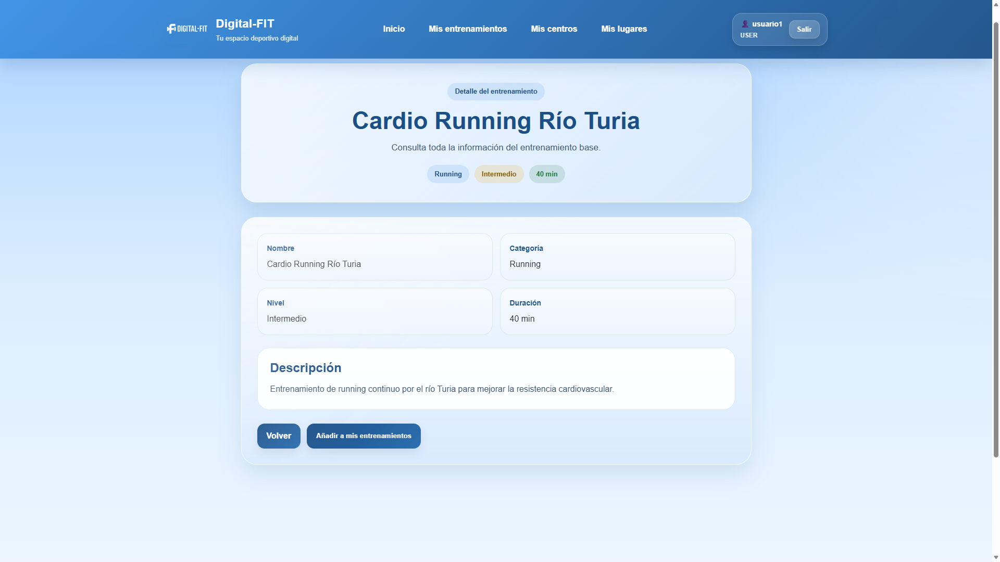 DIGITAL-FIT
Digital-FIT
Tu espacio deportivo digital
Inicio
Mis entrenamientos
Mis centros
Mis lugares
usuario1
USER
Salir
Detalle del entrenamiento
Cardio Running Río Turia
Consulta toda la información del entrenamiento base.
Running
Intermedio
40 min
Nombre
Cardio Running Río Turia
Categoría
Running
Nivel
Intermedio
Duración
40 min
Descripción
Entrenamiento de running continuo por el río Turia para mejorar la resistencia cardiovascular.
Volver
Añadir a mis entrenamientos